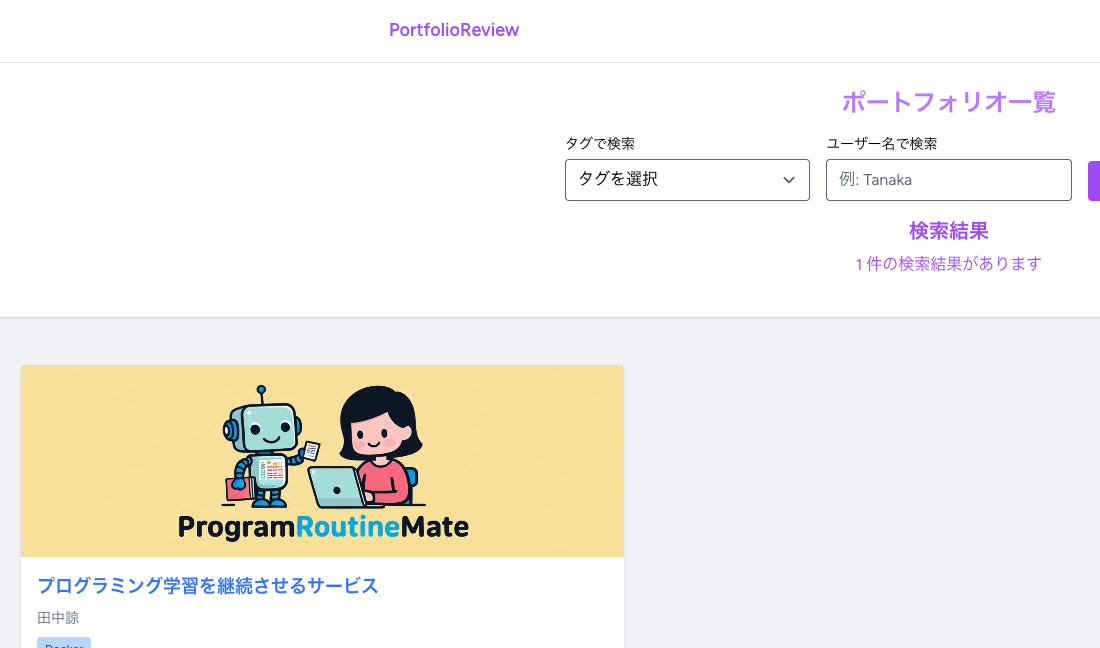 PortfolioReview
ポートフォリオ一覧
タグで検索
ユーザー名で検索
タグを選択
例: Tanaka
検索結果
1 件の検索結果があります
ProgramRoutineMate
プログラミング学習を継続させるサービス
田中諒